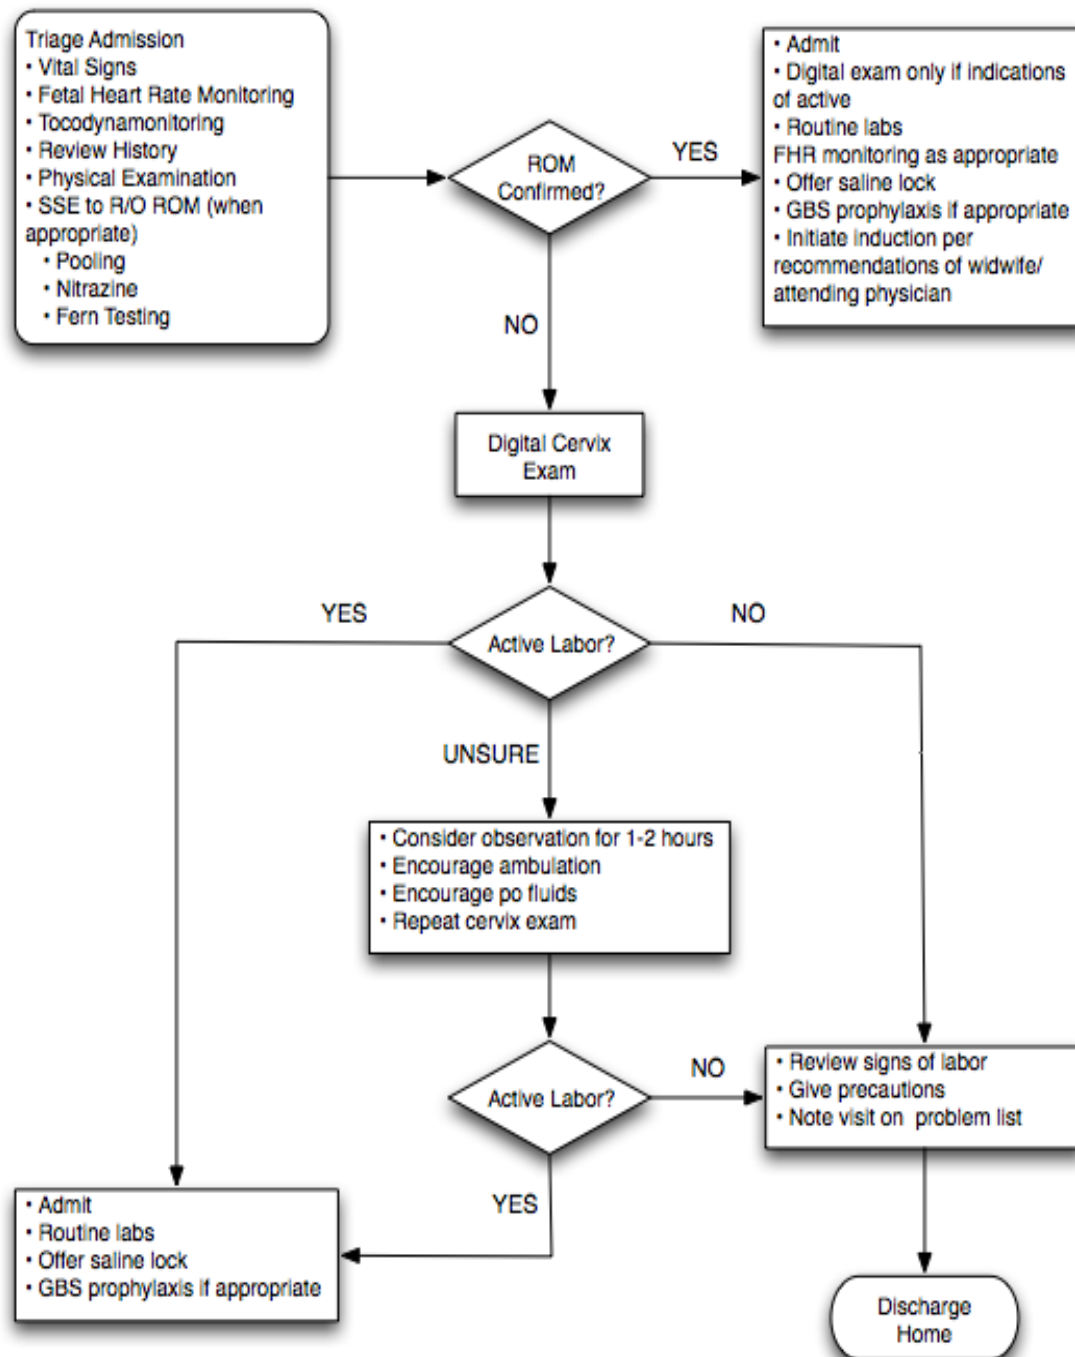 Triage Admission
• Vital Signs
• Fetal Heart Rate Monitoring
• Tocodynamonitoring
• Review History
• Physical Examination
• SSE to R/O ROM (when
appropriate)
• Pooling
• Nitrazine
• Fern Testing
ROM
Confirmed?
YES
• Admit
• Digital exam only if indications
of active
• Routine labs
FHR monitoring as appropriate
• Offer saline lock
• GBS prophylaxis if appropriate
• Initiate induction per
recommendations of widwife/
attending physician
NO
Digital Cervix
Exam
YES
Active Labor?
NO
UNSURE
• Consider observation for 1-2 hours
• Encourage ambulation
• Encourage po fluids
• Repeat cervix exam
Active Labor?
NO
• Review signs of labor
• Give precautions
• Note visit on problem list
YES
• Admit
• Routine labs
• Offer saline lock
• GBS prophylaxis if appropriate
Discharge
Home